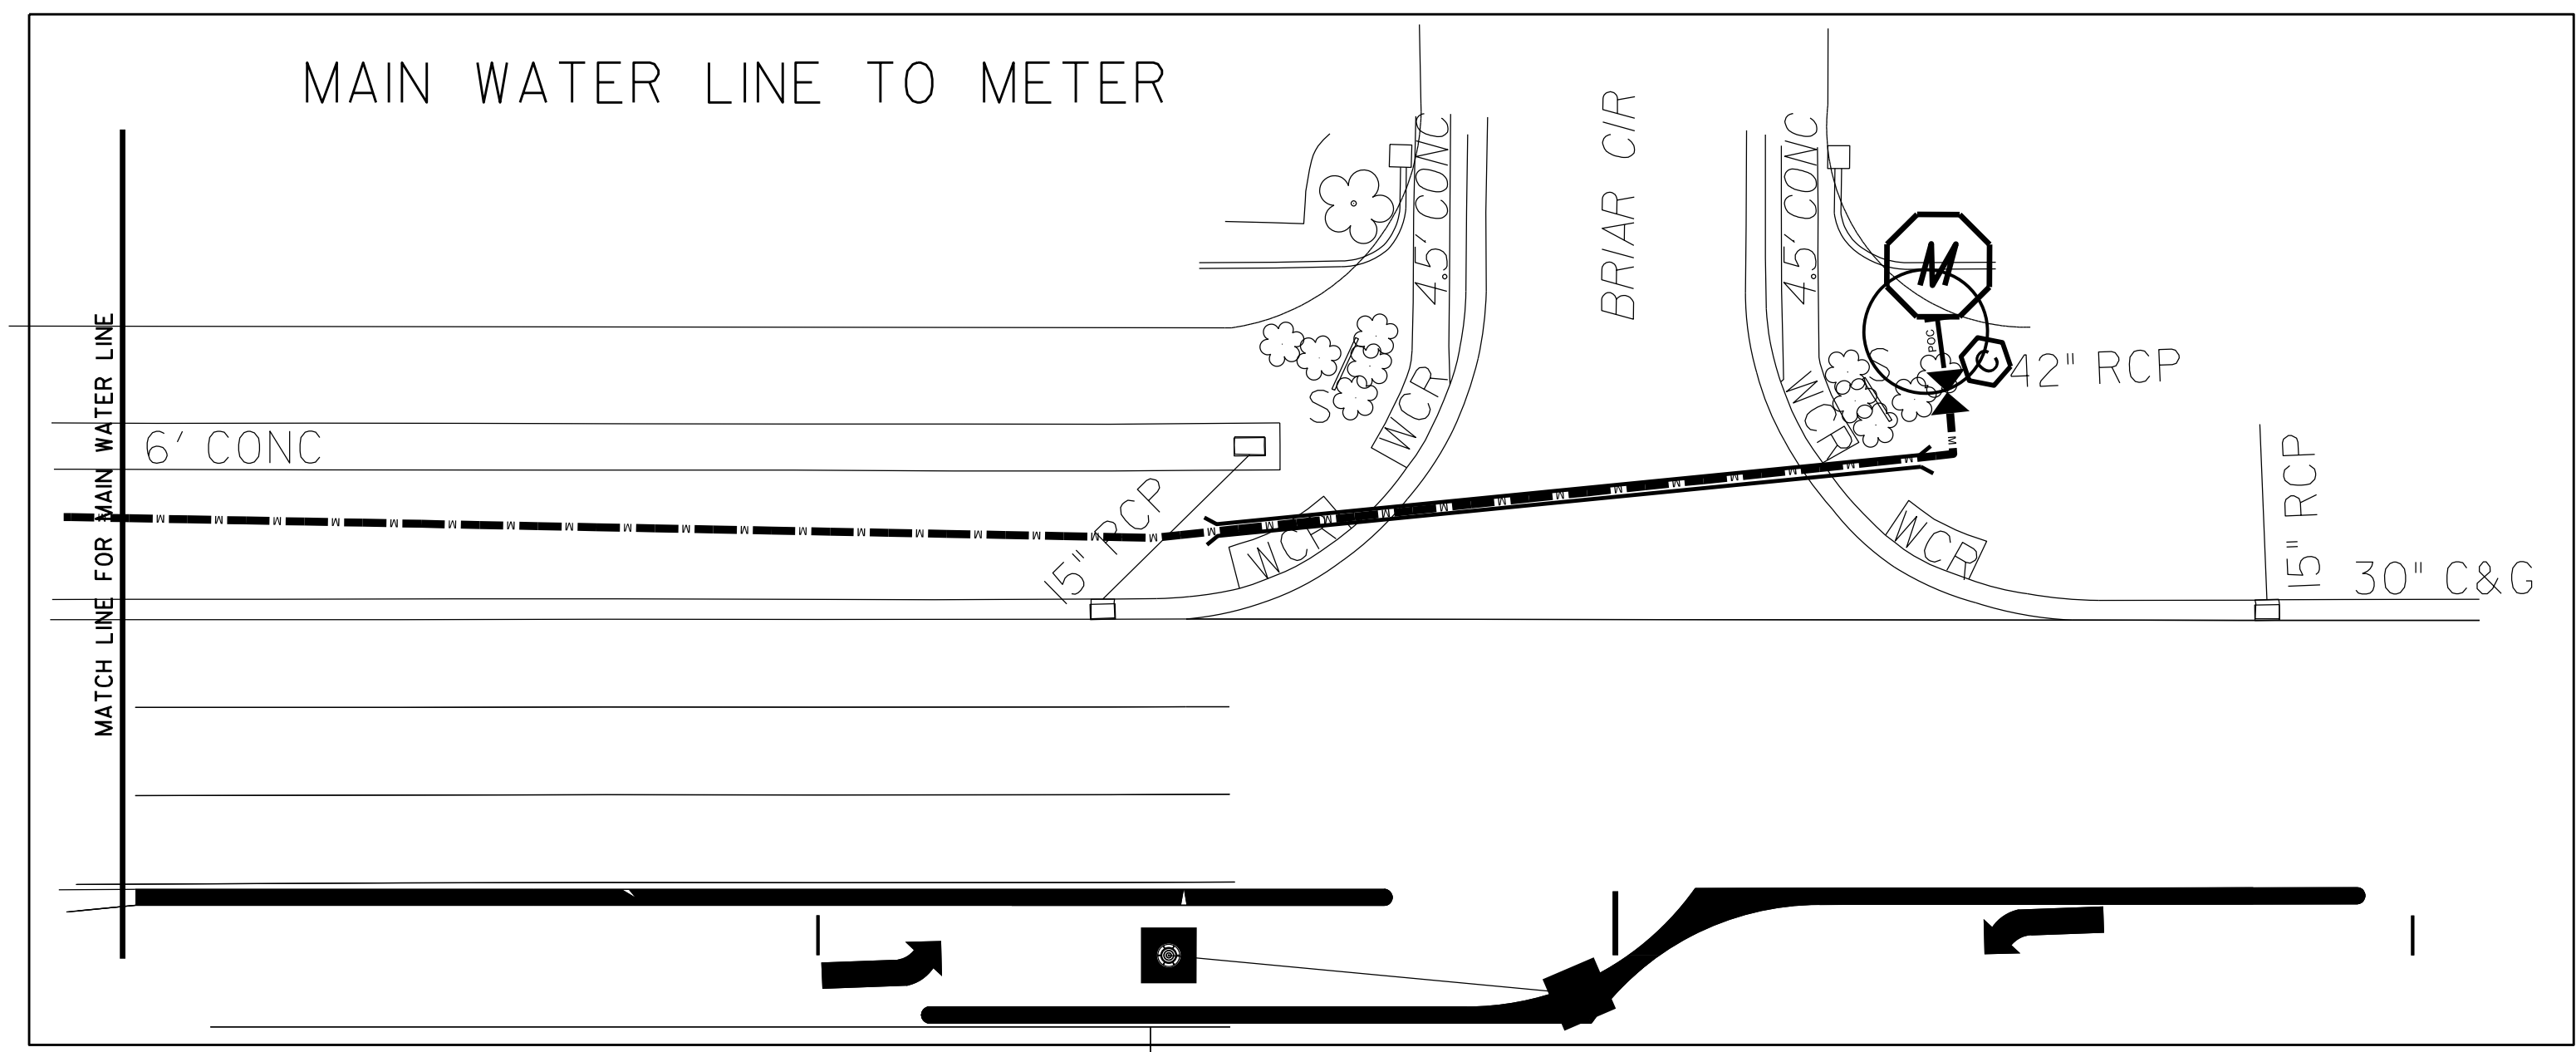 MAIN WATER LINE TO METER
MATCH LINE FOR MAIN WATER LINE
6' CONC
15" RCP
4.5' CONC
BRIAR CIR
4.5' CONC
M
POC
C
42" RCP
S
S
WCR
WCR
WCR
WCR
15" RCP
30" C&G
M M M M M M M M M M M M M M M M M M M M M M M M M M M M M M M M